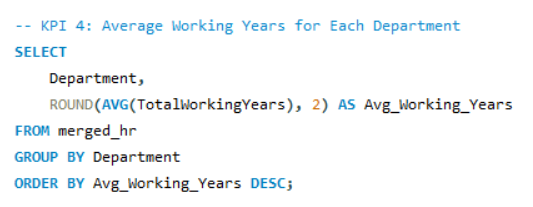 -- KPI 4: Average Working Years for Each Department
SELECT
    Department,
    ROUND(AVG(TotalWorkingYears), 2) AS Avg_Working_Years
FROM merged_hr
GROUP BY Department
ORDER BY Avg_Working_Years DESC;